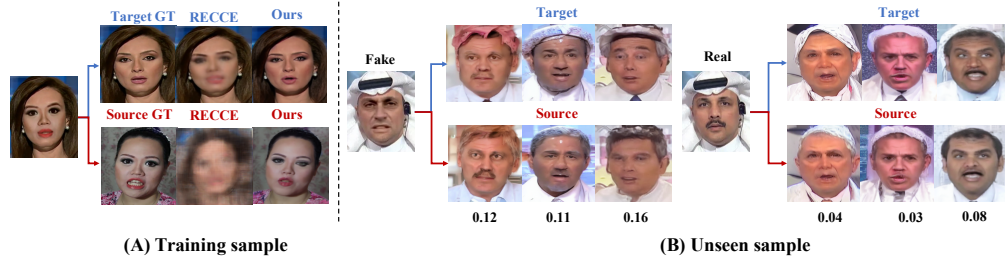 Target GT RECCE Ours
Source GT RECCE Ours
(A) Training sample
Fake
Target
Source
0.12 0.11 0.16
Real
Target
Source
0.04 0.03 0.08
(B) Unseen sample